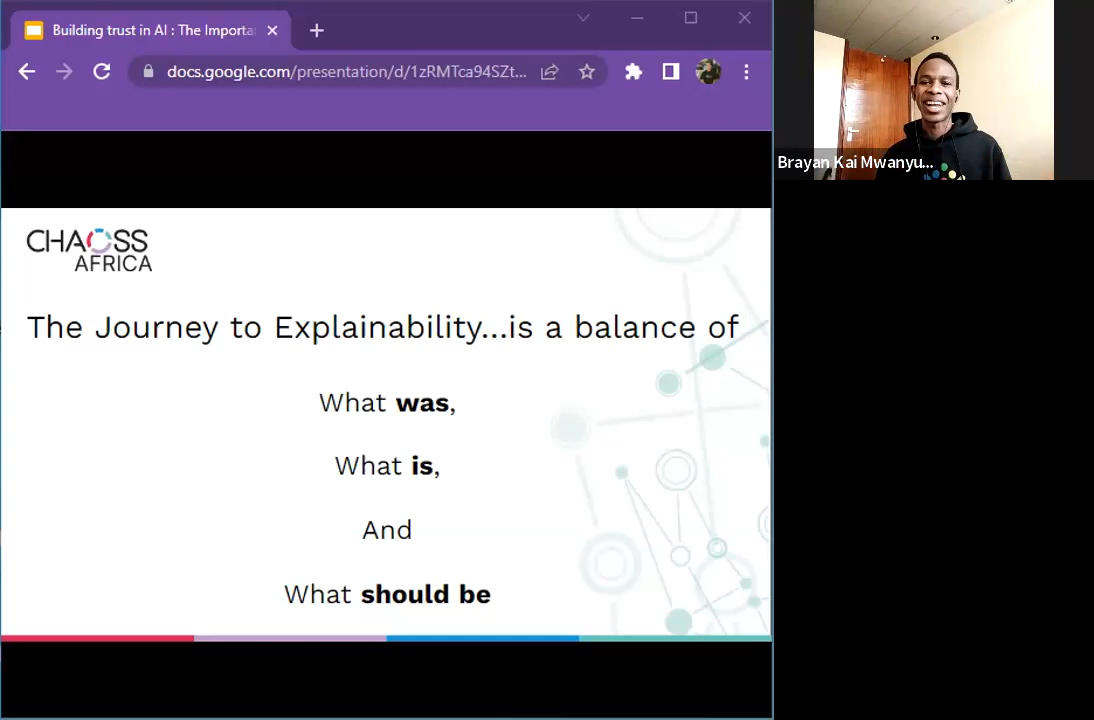 Building trust in AI : The Importa
docs.google.com/presentation/d/1zRMTca94SZt...
Brayan Kai Mwanyu...
CHAOSS
AFRICA
The Journey to Explainability...is a balance of
What was,
What is,
And
What should be